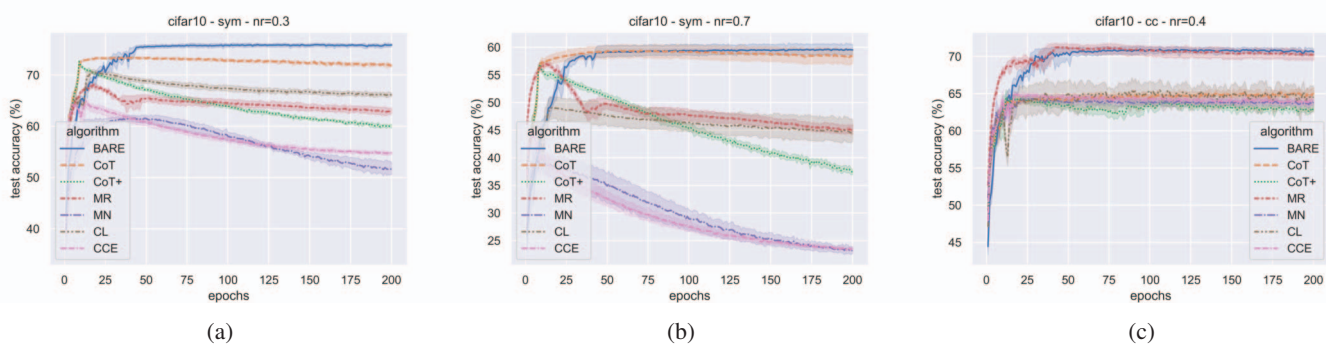 cifar10 - sym - nr=0.3
test accuracy (%)
70
60
50
40
algorithm
BARE
CoT
CoT+
MR
MN
CL
CCE
0 25 50 75 100 125 150 175 200
epochs
(a)
cifar10 - sym - nr=0.7
test accuracy (%)
60
55
50
45
40
35
30
25
algorithm
BARE
CoT
CoT+
MR
MN
CL
CCE
0 25 50 75 100 125 150 175 200
epochs
(b)
cifar10 - cc - nr=0.4
test accuracy (%)
70
65
60
55
50
45
algorithm
BARE
CoT
CoT+
MR
MN
CL
CCE
0 25 50 75 100 125 150 175 200
epochs
(c)